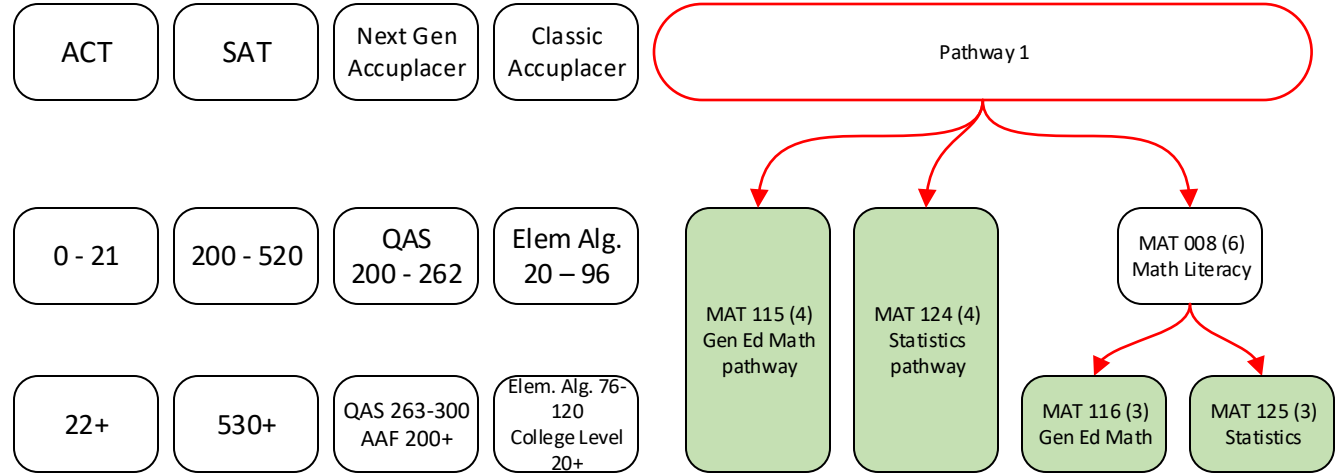 ACT
SAT
Next Gen
Accuplacer
Classic
Accuplacer
Pathway 1
0 - 21
200 - 520
QAS
200 - 262
Elem Alg.
20 – 96
MAT 115 (4)
Gen Ed Math
pathway
MAT 124 (4)
Statistics
pathway
MAT 008 (6)
Math Literacy
22+
530+
QAS 263-300
AAF 200+
Elem. Alg. 76-
120
College Level
20+
MAT 116 (3)
Gen Ed Math
MAT 125 (3)
Statistics